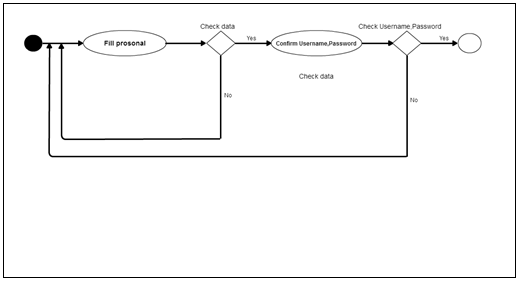 Check data
Check Username,Password
Fill prosonal
Yes
Confirm Username,Password
Yes
Check data
No
No